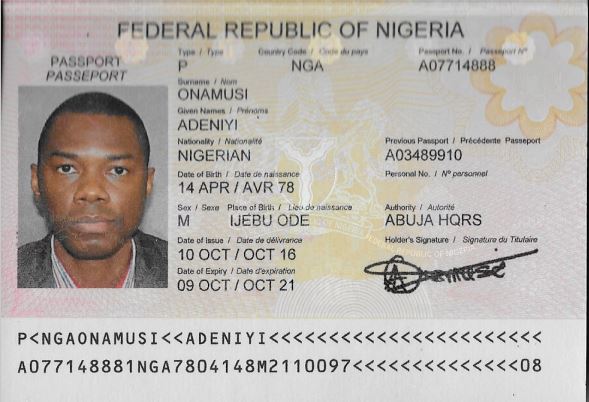 FEDERAL REPUBLIC OF NIGERIA
PASSPORT
PASSEPORT
Type / Type Country Code / Code du pays Passport No. / Passeport N°
P NGA A07714888
Surname / Nom
ONAMUSI
Given Names / Prénoms
ADENIYI
Nationality / Nationalité Previous Passport / Précédente Passeport
NIGERIAN A03489910
Date of Birth / Date de naissance Personal No. / N° personnel
14 APR / AVR 78
Sex / Sexe Place of Birth / Lieu de naissance Authority / Autorité
M IJEBU ODE ABUJA HQRS
Date of Issue / Date de délivrance Holder's Signature / Signature du Titulaire
10 OCT / OCT 16
Date of Expiry / Date d'expiration
09 OCT / OCT 21
P<NGAONAMUSI<<ADENIYI<<<<<<<<<<<<<<<<<<<<<<<
A077148881NGA7804148M2110097<<<<<<<<<<<<<<08